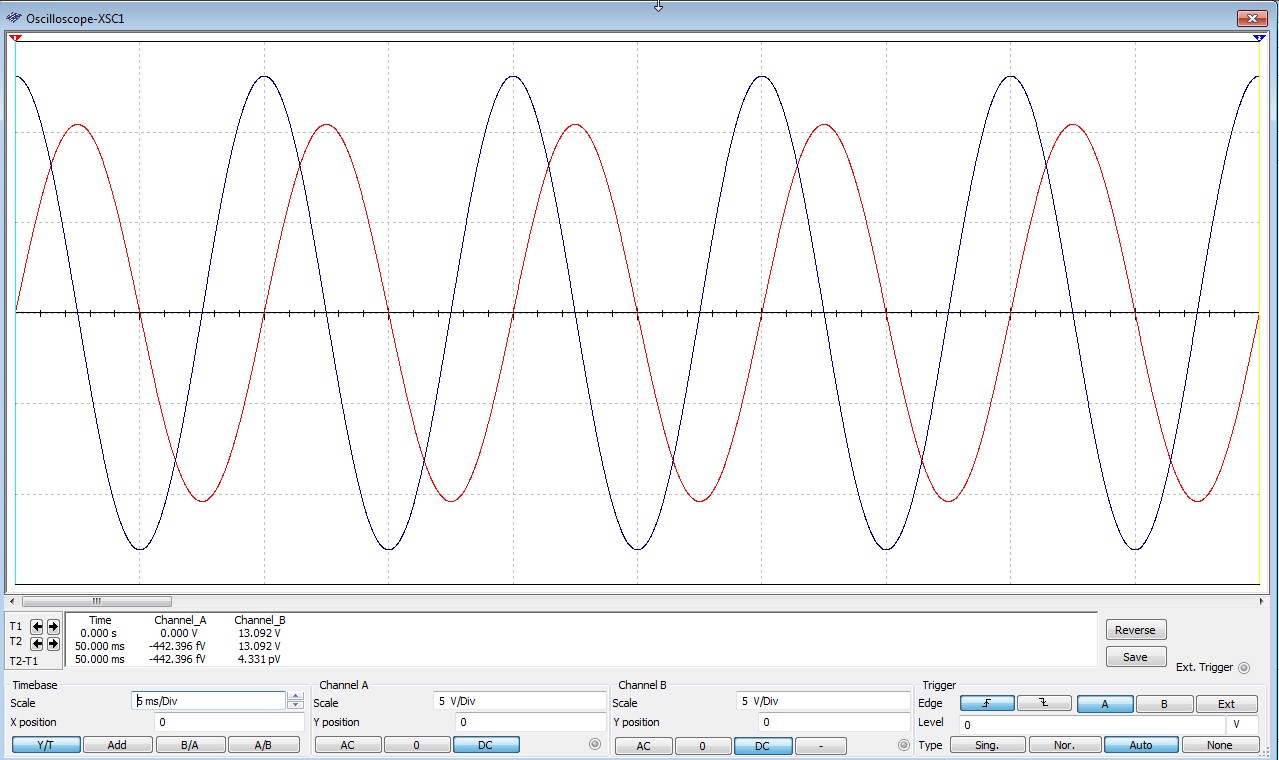 Oscilloscope-XSC1
Time Channel_A Channel_B
T1 0.000 s 0.000 V 13.092 V
T2 50.000 ms -442.396 fV 13.092 V
T2-T1 50.000 ms -442.396 fV 4.331 pV
Reverse
Save
Ext. Trigger
Timebase
Scale 5 ms/Div
X position 0
Y/T Add B/A A/B
Channel A
Scale 5 V/Div
Y position 0
AC 0 DC
Channel B
Scale 5 V/Div
Y position 0
AC 0 DC -
Trigger
Edge A B Ext
Level 0 V
Type Sing. Nor. Auto None